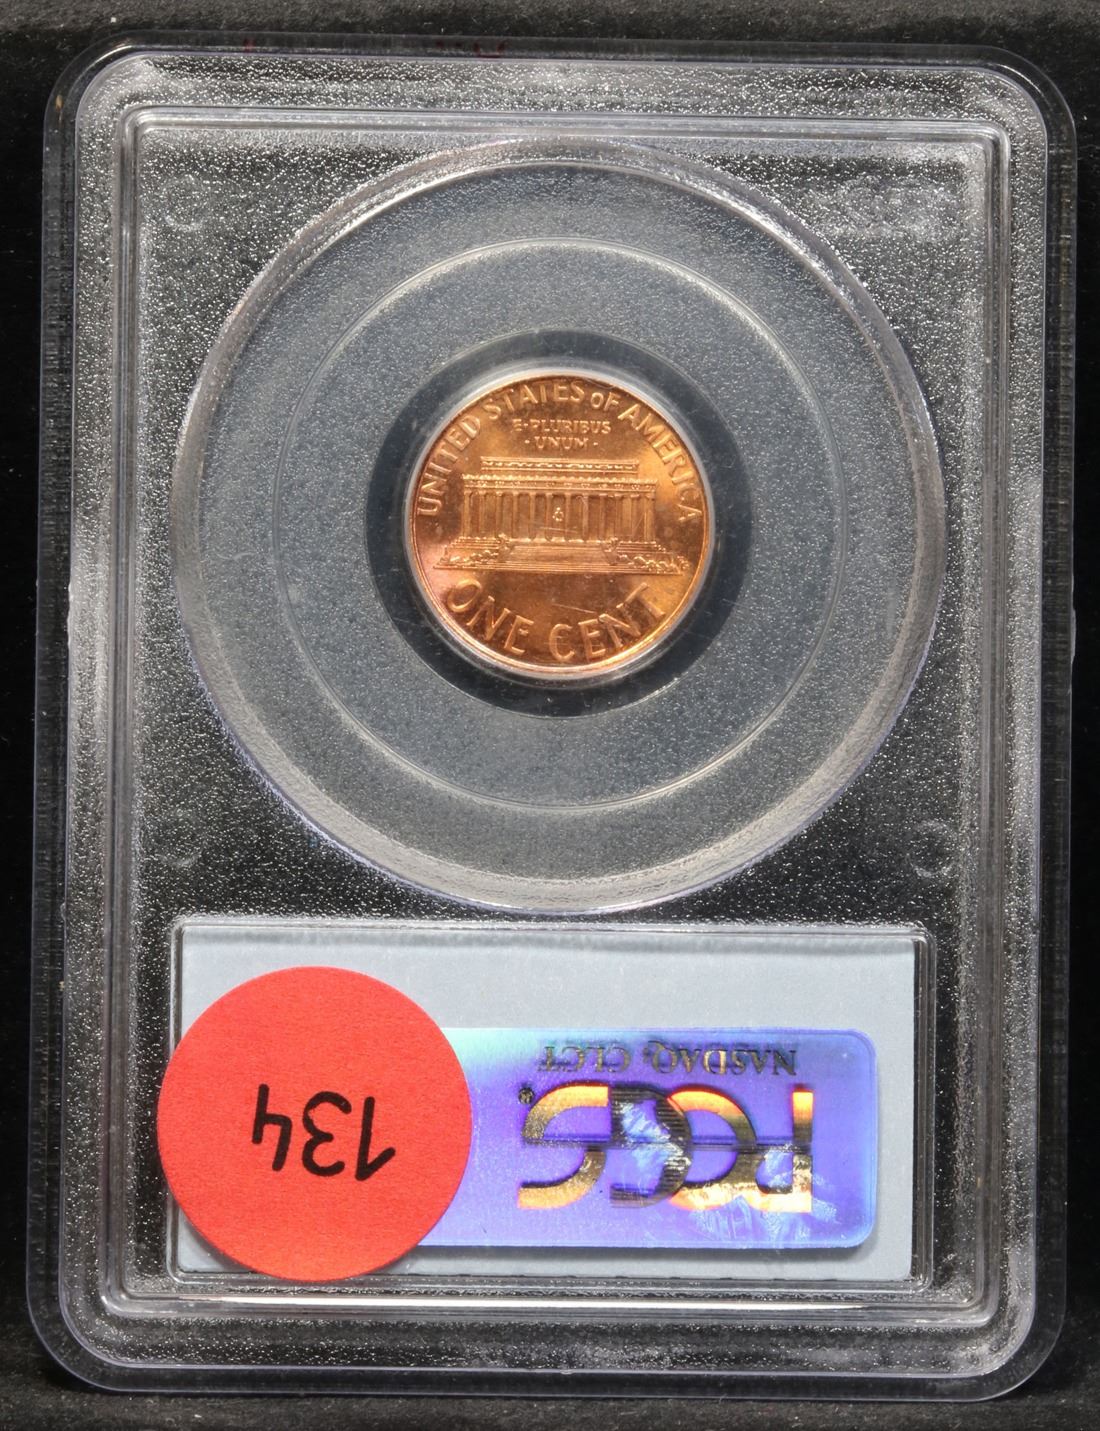 UNITED STATES OF AMERICA
E·PLURIBUS
·UNUM·
ONE CENT
NASDAQ, CLCT
PCGS®
134